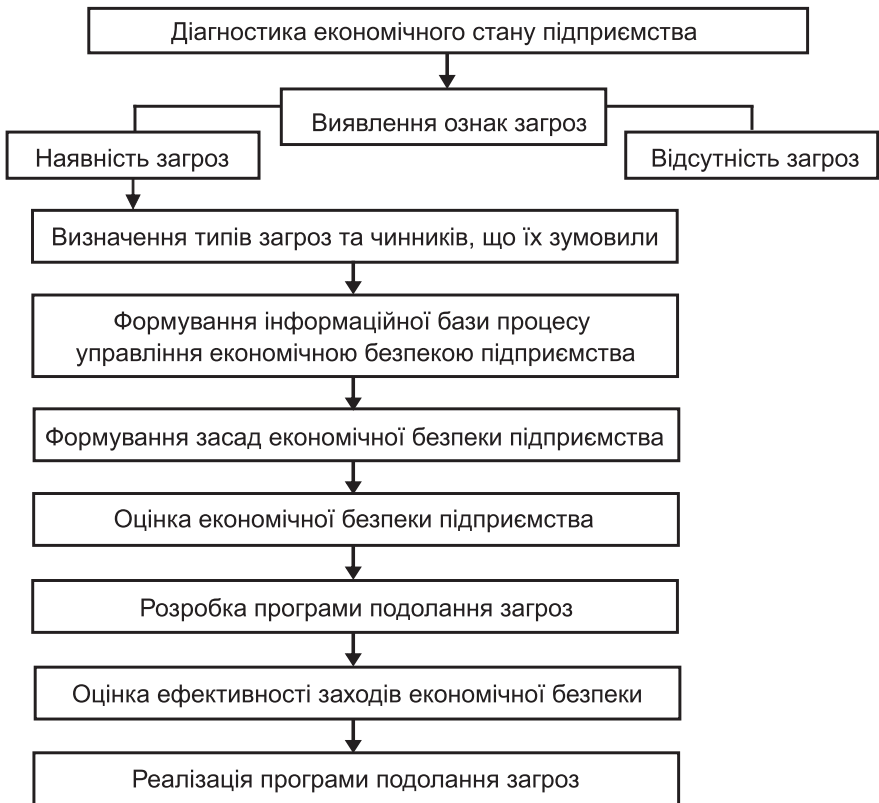 Діагностика економічного стану підприємства
Виявлення ознак загроз
Наявність загроз
Відсутність загроз
Визначення типів загроз та чинників, що їх зумовили
Формування інформаційної бази процесу
управління економічною безпекою підприємства
Формування засад економічної безпеки підприємства
Оцінка економічної безпеки підприємства
Розробка програми подолання загроз
Оцінка ефективності заходів економічної безпеки
Реалізація програми подолання загроз